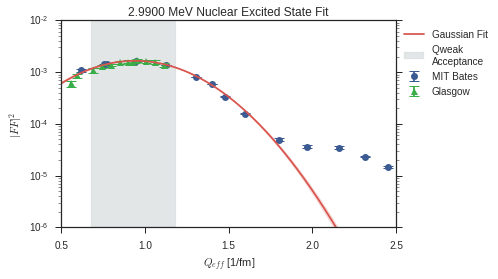 2.9900 MeV Nuclear Excited State Fit
10^-2
10^-3
10^-4
10^-5
10^-6
|FF|^2
0.5 1.0 1.5 2.0 2.5
Q_eff [1/fm]
Gaussian Fit
Qweak
Acceptance
MIT Bates
Glasgow